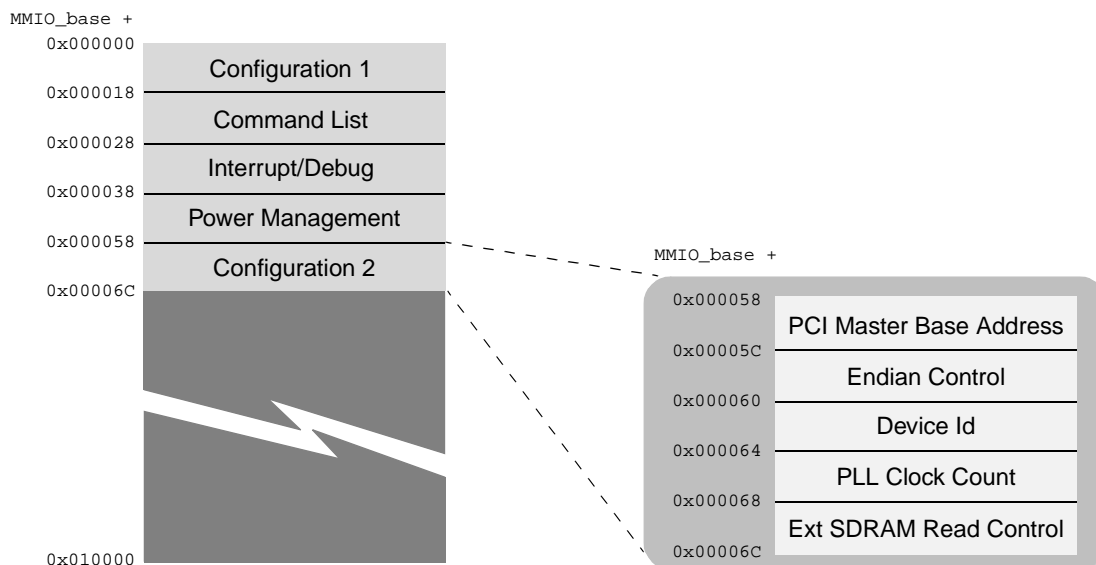 MMIO_base +
0x000000
Configuration 1
0x000018
Command List
0x000028
Interrupt/Debug
0x000038
Power Management
0x000058
Configuration 2
0x00006C
0x010000
MMIO_base +
0x000058
PCI Master Base Address
0x00005C
Endian Control
0x000060
Device Id
0x000064
PLL Clock Count
0x000068
Ext SDRAM Read Control
0x00006C